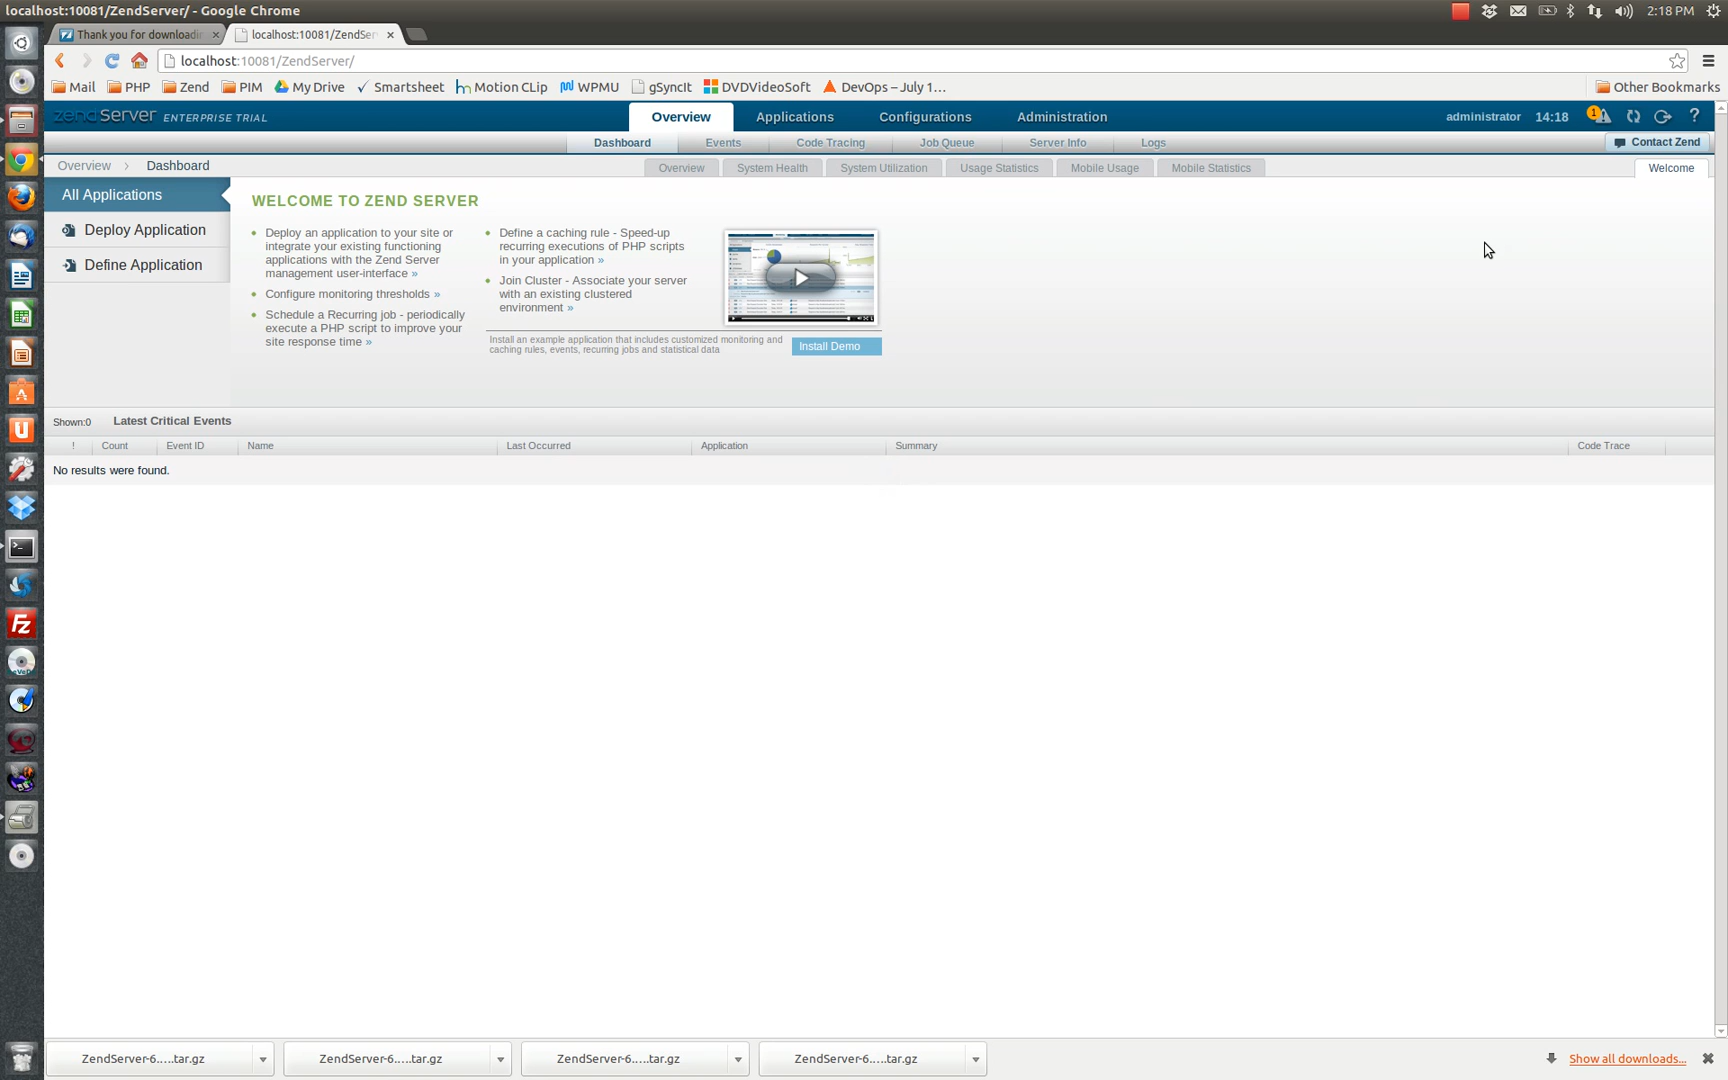 localhost:10081/ZendServer/ - Google Chrome
2:18 PM
Thank you for downloadin
localhost:10081/ZendSer
localhost:10081/ZendServer/
Mail PHP Zend PIM My Drive Smartsheet Motion CLip WPMU gSyncIt DVDVideoSoft DevOps – July 1… Other Bookmarks
zendServer ENTERPRISE TRIAL
Overview Applications Configurations Administration
administrator 14:18 1 ?
Dashboard Events Code Tracing Job Queue Server Info Logs
Contact Zend
Overview › Dashboard
Overview System Health System Utilization Usage Statistics Mobile Usage Mobile Statistics Welcome
All Applications
Deploy Application
Define Application
WELCOME TO ZEND SERVER
Deploy an application to your site or
integrate your existing functioning
applications with the Zend Server
management user-interface »
Configure monitoring thresholds »
Schedule a Recurring job - periodically
execute a PHP script to improve your
site response time »
Define a caching rule - Speed-up
recurring executions of PHP scripts
in your application »
Join Cluster - Associate your server
with an existing clustered
environment »
Install an example application that includes customized monitoring and
caching rules, events, recurring jobs and statistical data
Install Demo
Shown:0 Latest Critical Events
! Count Event ID Name Last Occurred Application Summary Code Trace
No results were found.
ZendServer-6.....tar.gz ZendServer-6.....tar.gz ZendServer-6.....tar.gz ZendServer-6.....tar.gz
Show all downloads...